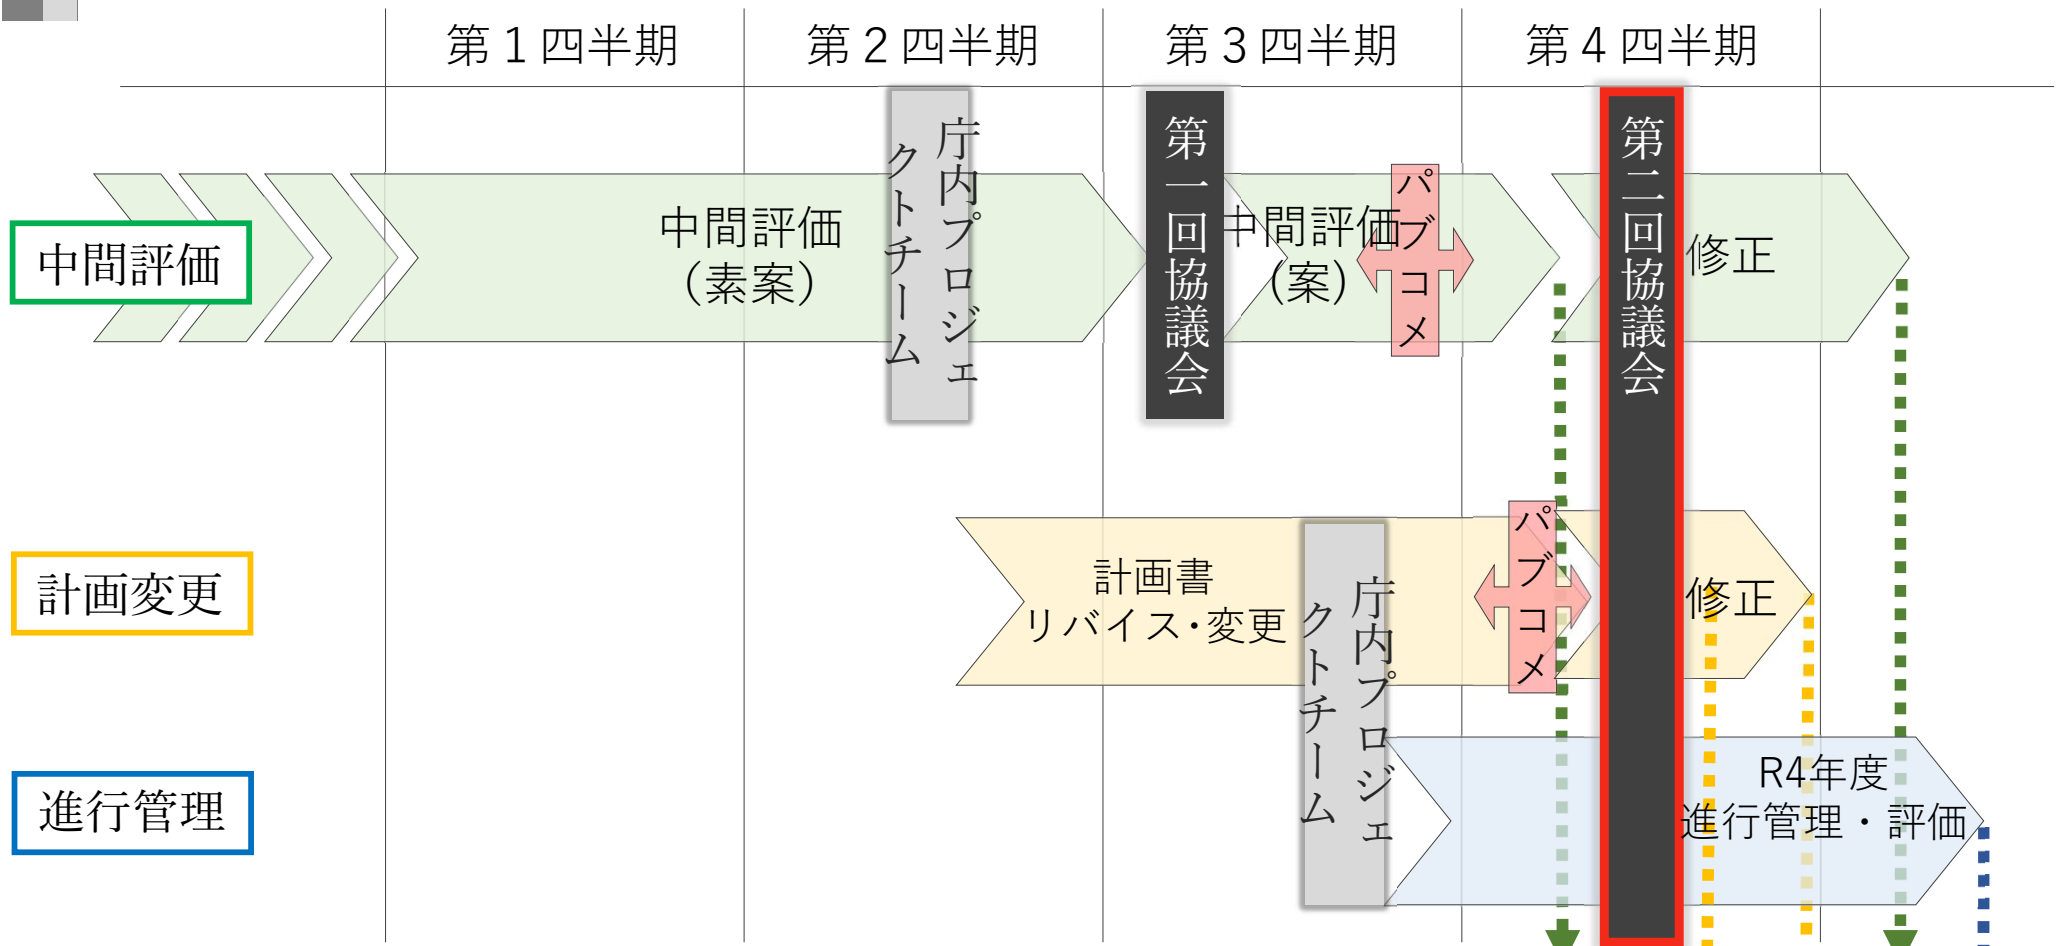 第１四半期
第２四半期
第３四半期
第４四半期
中間評価
中間評価
（素案）
庁内プロジェ
クトチーム
第一回協議会
中間評価
（案）
パブコメ
第二回協議会
修正
計画変更
計画書
リバイス・変更
庁内プロジェ
クトチーム
パブコメ
修正
進行管理
R4年度
進行管理・評価